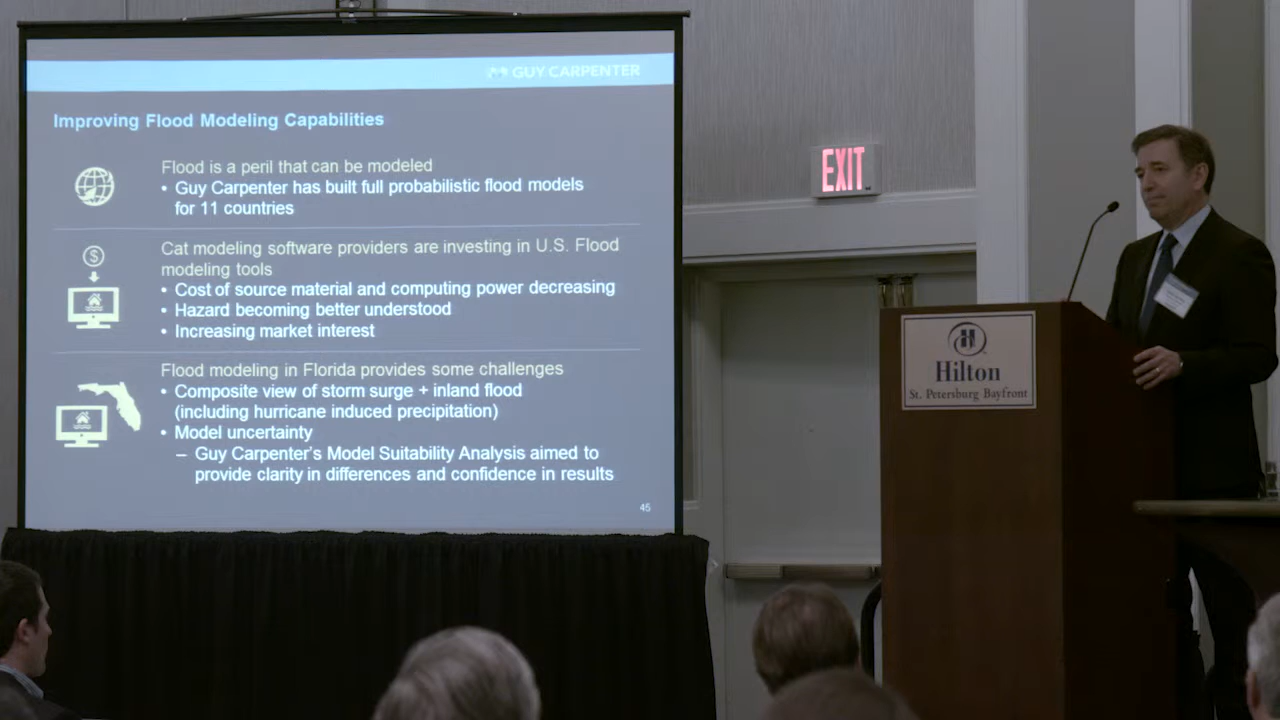 GUY CARPENTER
Improving Flood Modeling Capabilities
Flood is a peril that can be modeled
• Guy Carpenter has built full probabilistic flood models
for 11 countries
$
Cat modeling software providers are investing in U.S. Flood
modeling tools
• Cost of source material and computing power decreasing
• Hazard becoming better understood
• Increasing market interest
Flood modeling in Florida provides some challenges
• Composite view of storm surge + inland flood
(including hurricane induced precipitation)
• Model uncertainty
– Guy Carpenter's Model Suitability Analysis aimed to
provide clarity in differences and confidence in results
45
EXIT
H
Hilton
St. Petersburg Bayfront